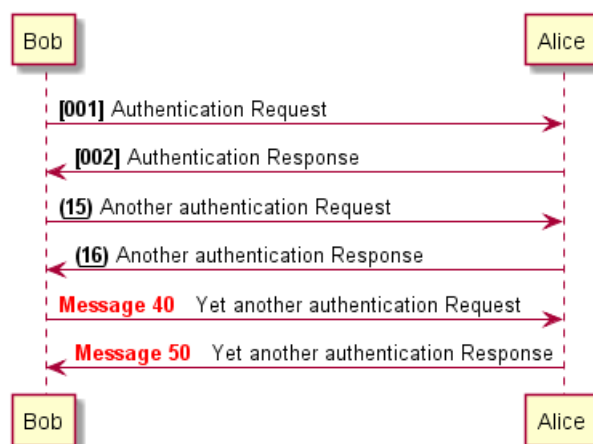 Bob Alice
[001] Authentication Request
[002] Authentication Response
(15) Another authentication Request
(16) Another authentication Response
Message 40 Yet another authentication Request
Message 50 Yet another authentication Response
Bob Alice